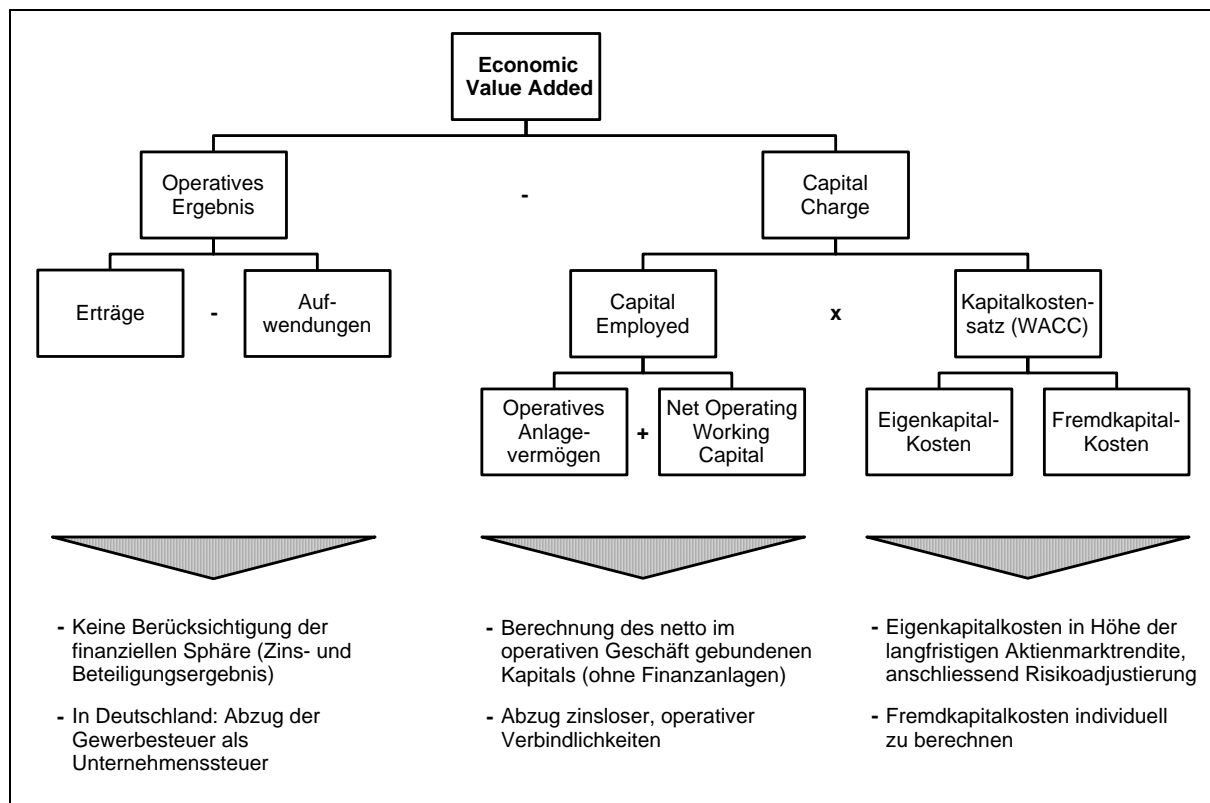 Economic
Value Added
Operatives
Ergebnis
-
Capital
Charge
Erträge
-
Auf-
wendungen
Capital
Employed
x
Kapitalkosten-
satz (WACC)
Operatives
Anlage-
vermögen
+
Net Operating
Working
Capital
Eigenkapital-
Kosten
Fremdkapital-
Kosten
- Keine Berücksichtigung der
finanziellen Sphäre (Zins- und
Beteiligungsergebnis)
- In Deutschland: Abzug der
Gewerbesteuer als
Unternehmenssteuer
- Berechnung des netto im
operativen Geschäft gebundenen
Kapitals (ohne Finanzanlagen)
- Abzug zinsloser, operativer
Verbindlichkeiten
- Eigenkapitalkosten in Höhe der
langfristigen Aktienmarktrendite,
anschliessend Risikoadjustierung
- Fremdkapitalkosten individuell
zu berechnen